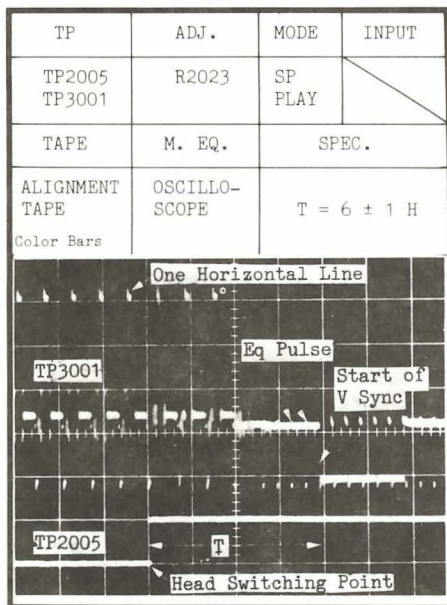 TP ADJ. MODE INPUT
TP2005 R2023 SP
TP3001 PLAY
TAPE M. EQ. SPEC.
ALIGNMENT OSCILLO-
TAPE SCOPE T = 6 ± 1 H
Color Bars
One Horizontal Line
Eq Pulse
TP3001
Start of
V Sync
TP2005
T
Head Switching Point